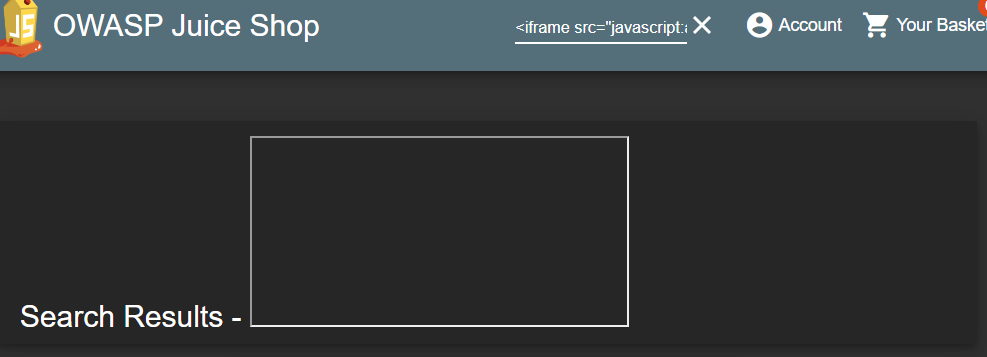 JS
OWASP Juice Shop
<iframe src="javascript:a
Account
Your Basket
Search Results -